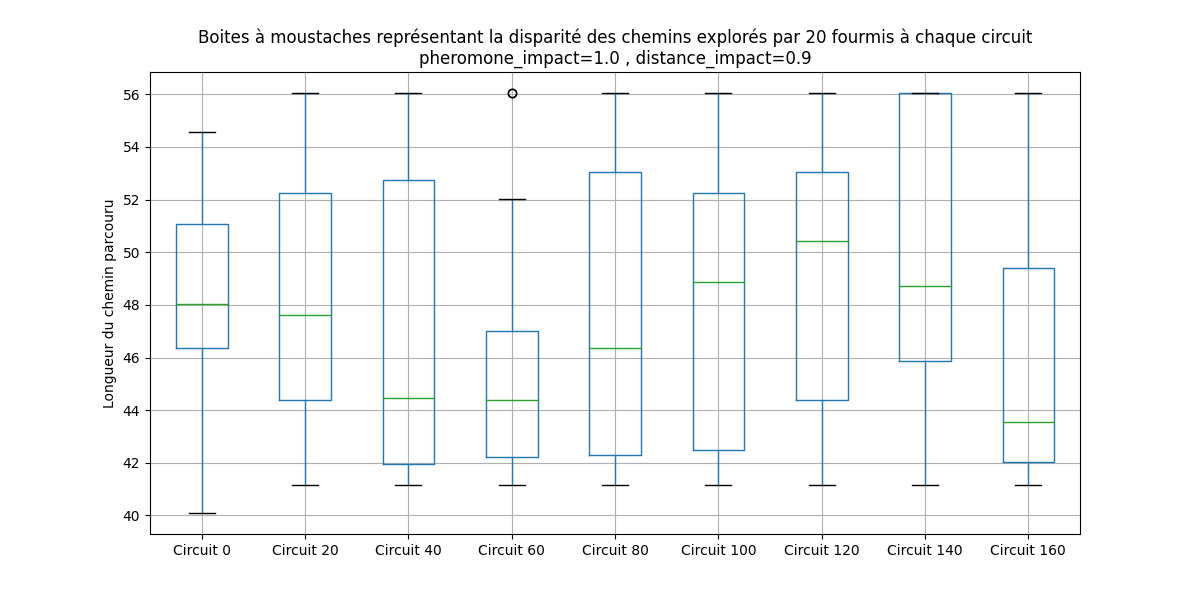 Boites à moustaches représentant la disparité des chemins explorés par 20 fourmis à chaque circuit
pheromone_impact=1.0 , distance_impact=0.9
Longueur du chemin parcouru
56
54
52
50
48
46
44
42
40
Circuit 0 Circuit 20 Circuit 40 Circuit 60 Circuit 80 Circuit 100 Circuit 120 Circuit 140 Circuit 160